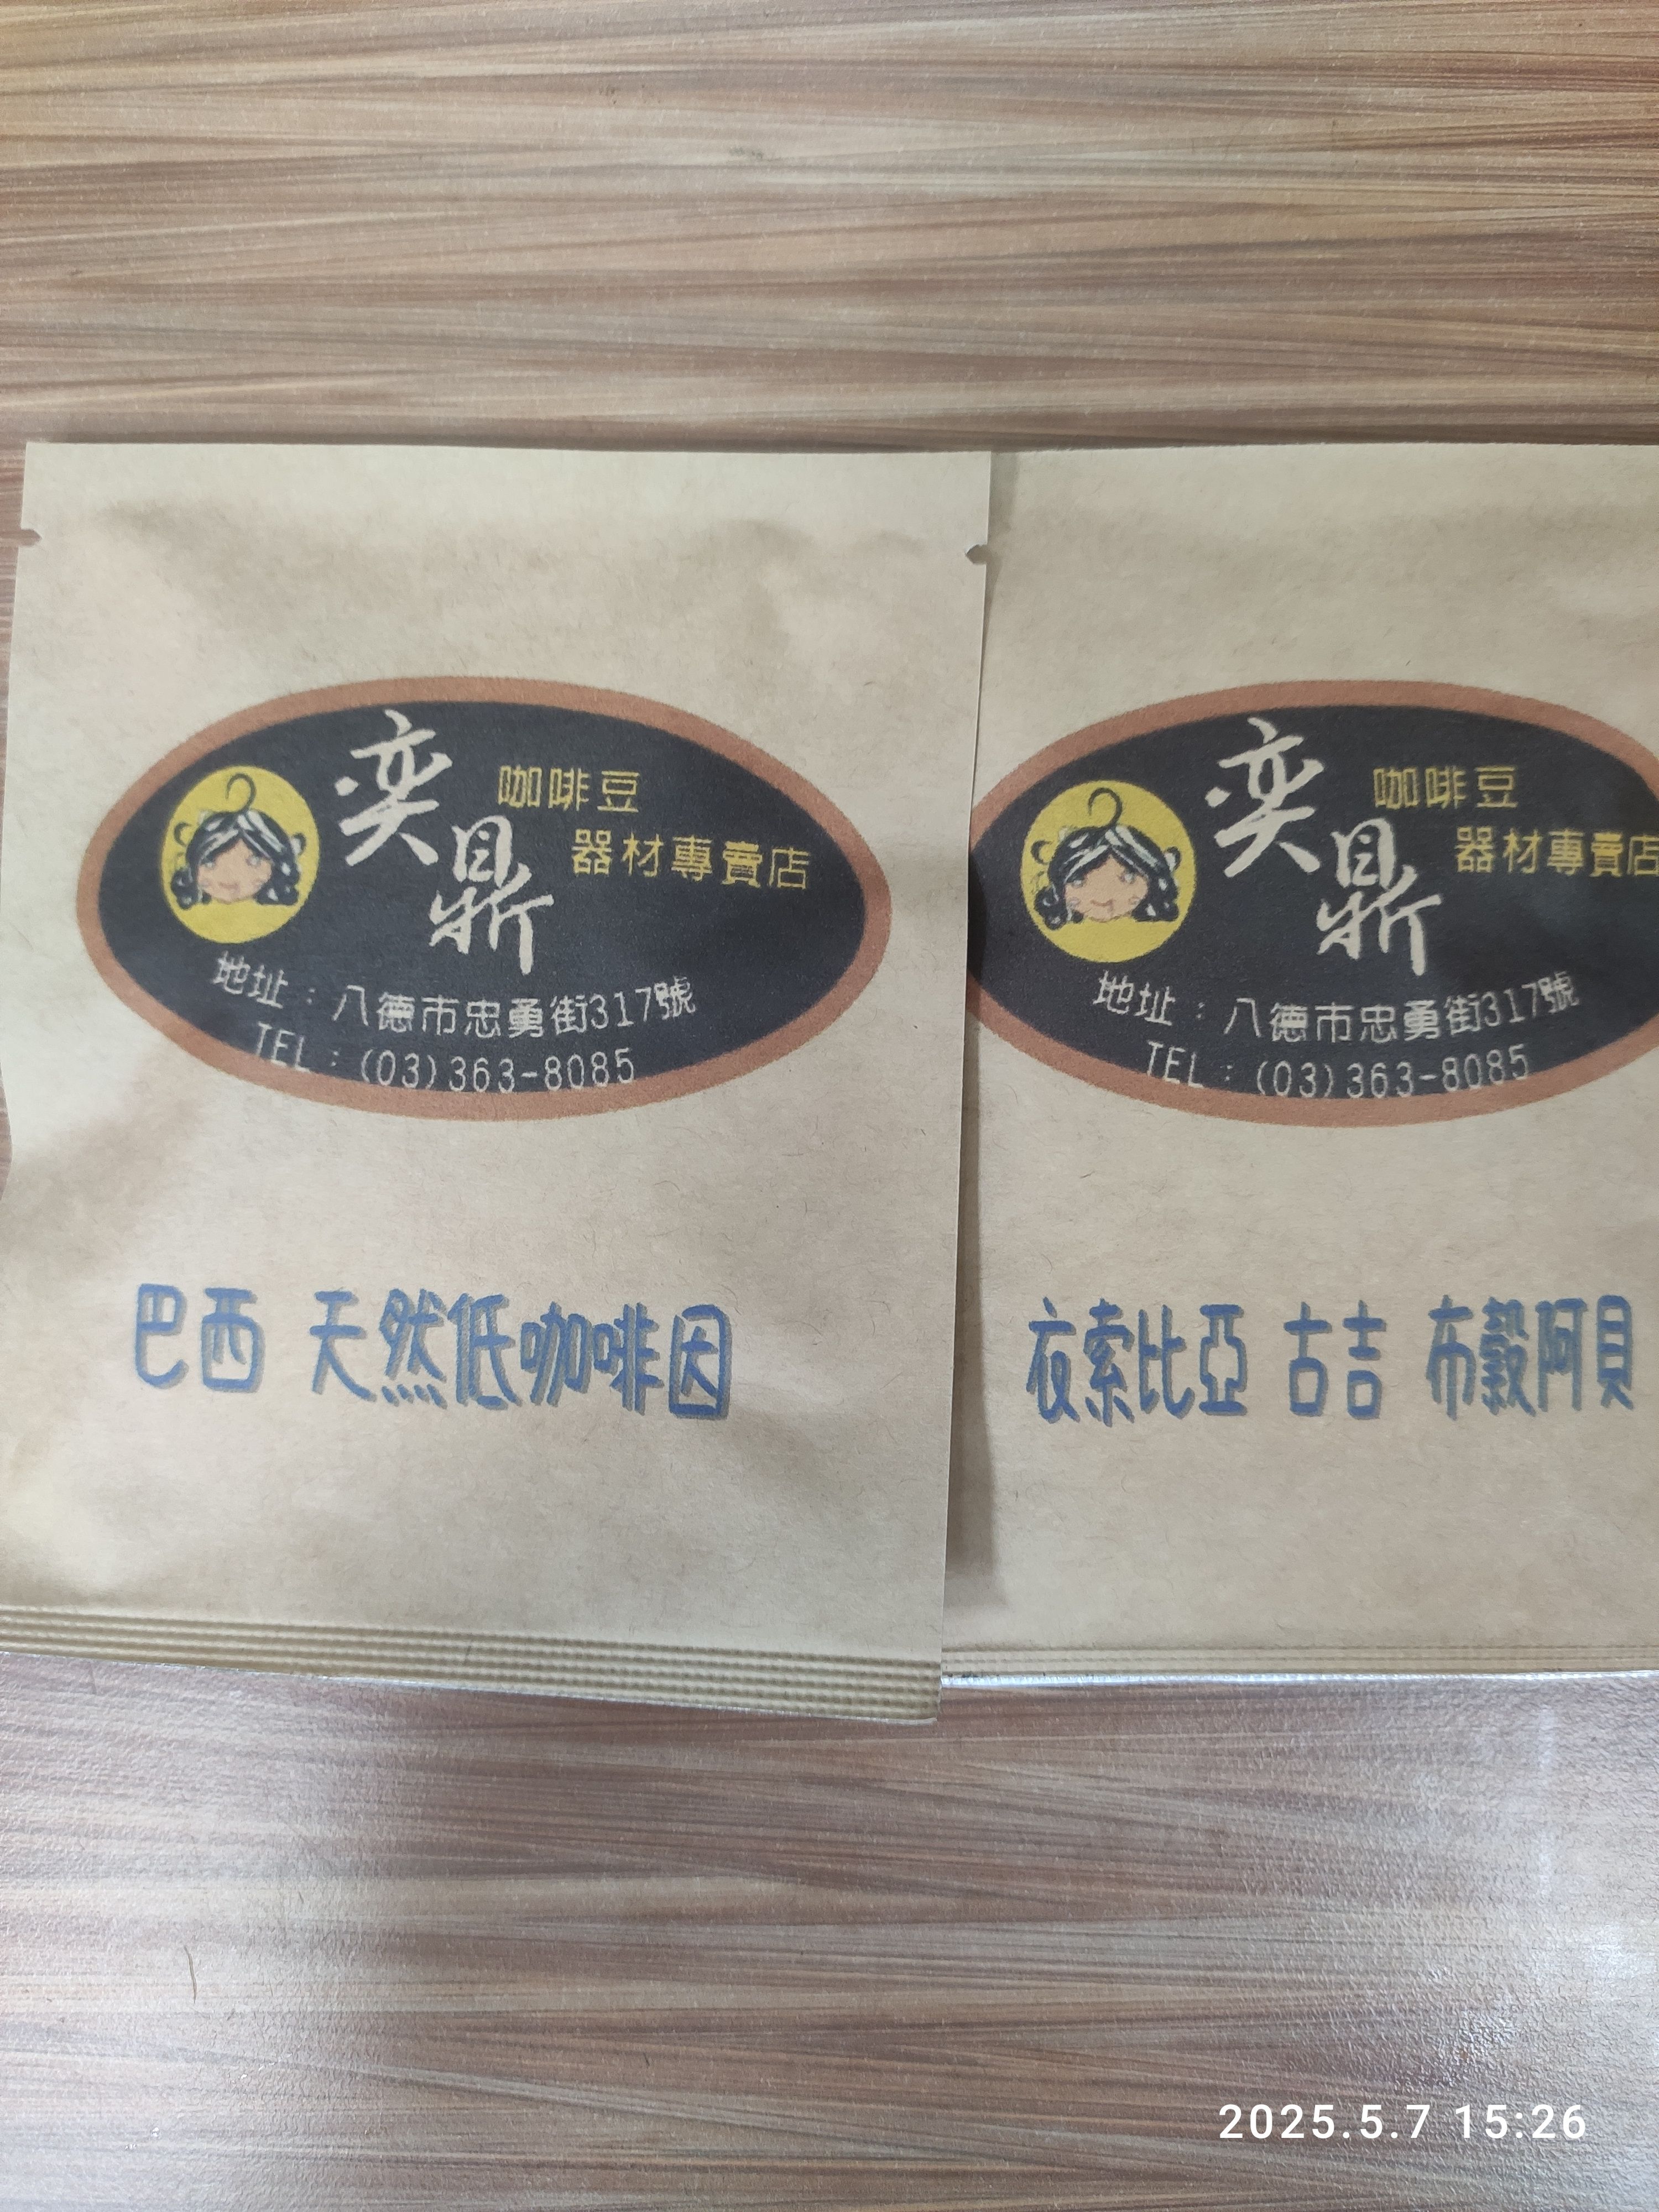 奕鼎
咖啡豆
器材專賣店
地址：八德市忠勇街317號
TEL：(03)363-8085
巴西 天然低咖啡因
奕鼎
咖啡豆
器材專賣店
地址：八德市忠勇街317號
TEL：(03)363-8085
衣索比亞 古吉 布穀阿貝
2025.5.7 15:26